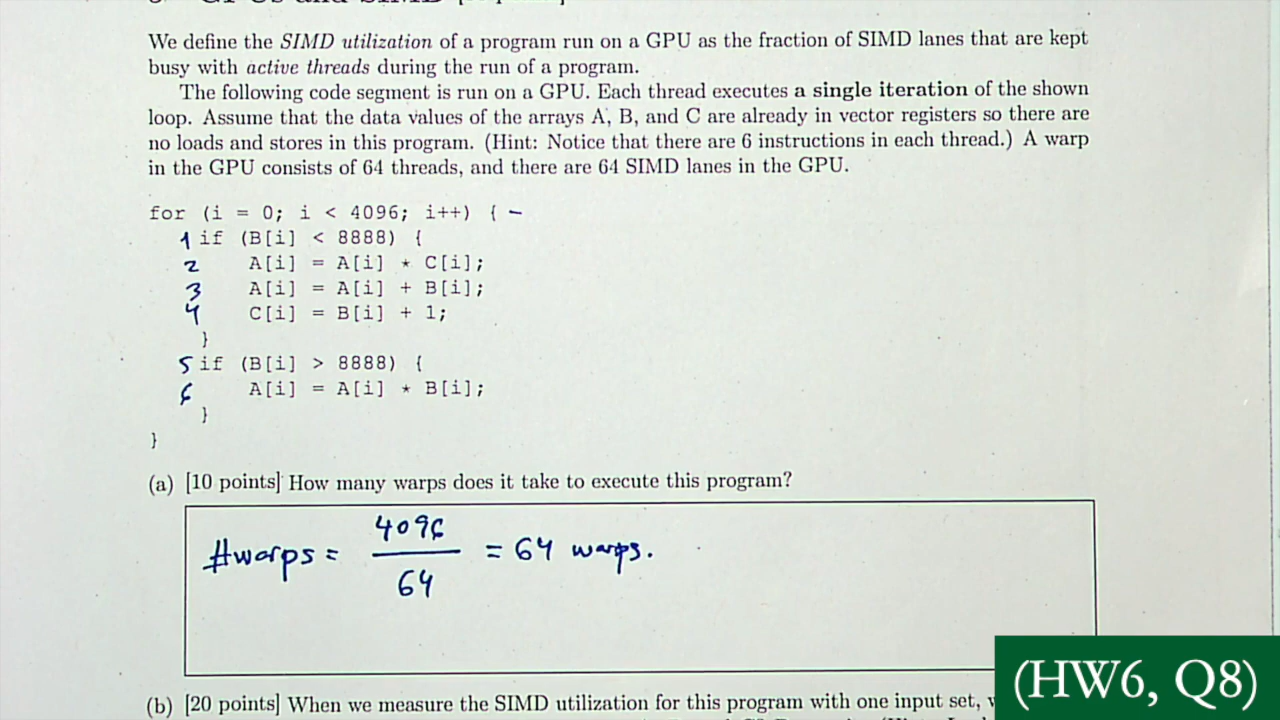 We define the SIMD utilization of a program run on a GPU as the fraction of SIMD lanes that are kept
busy with active threads during the run of a program.
The following code segment is run on a GPU. Each thread executes a single iteration of the shown
loop. Assume that the data values of the arrays A, B, and C are already in vector registers so there are
no loads and stores in this program. (Hint: Notice that there are 6 instructions in each thread.) A warp
in the GPU consists of 64 threads, and there are 64 SIMD lanes in the GPU.
for (i = 0; i < 4096; i++) { -
1 if (B[i] < 8888) {
2 A[i] = A[i] * C[i];
3 A[i] = A[i] + B[i];
4 C[i] = B[i] + 1;
}
5 if (B[i] > 8888) {
6 A[i] = A[i] * B[i];
}
}
(a) [10 points] How many warps does it take to execute this program?
#warps = 4096 / 64 = 64 warps.
(b) [20 points] When we measure the SIMD utilization for this program with one input set,
(HW6, Q8)